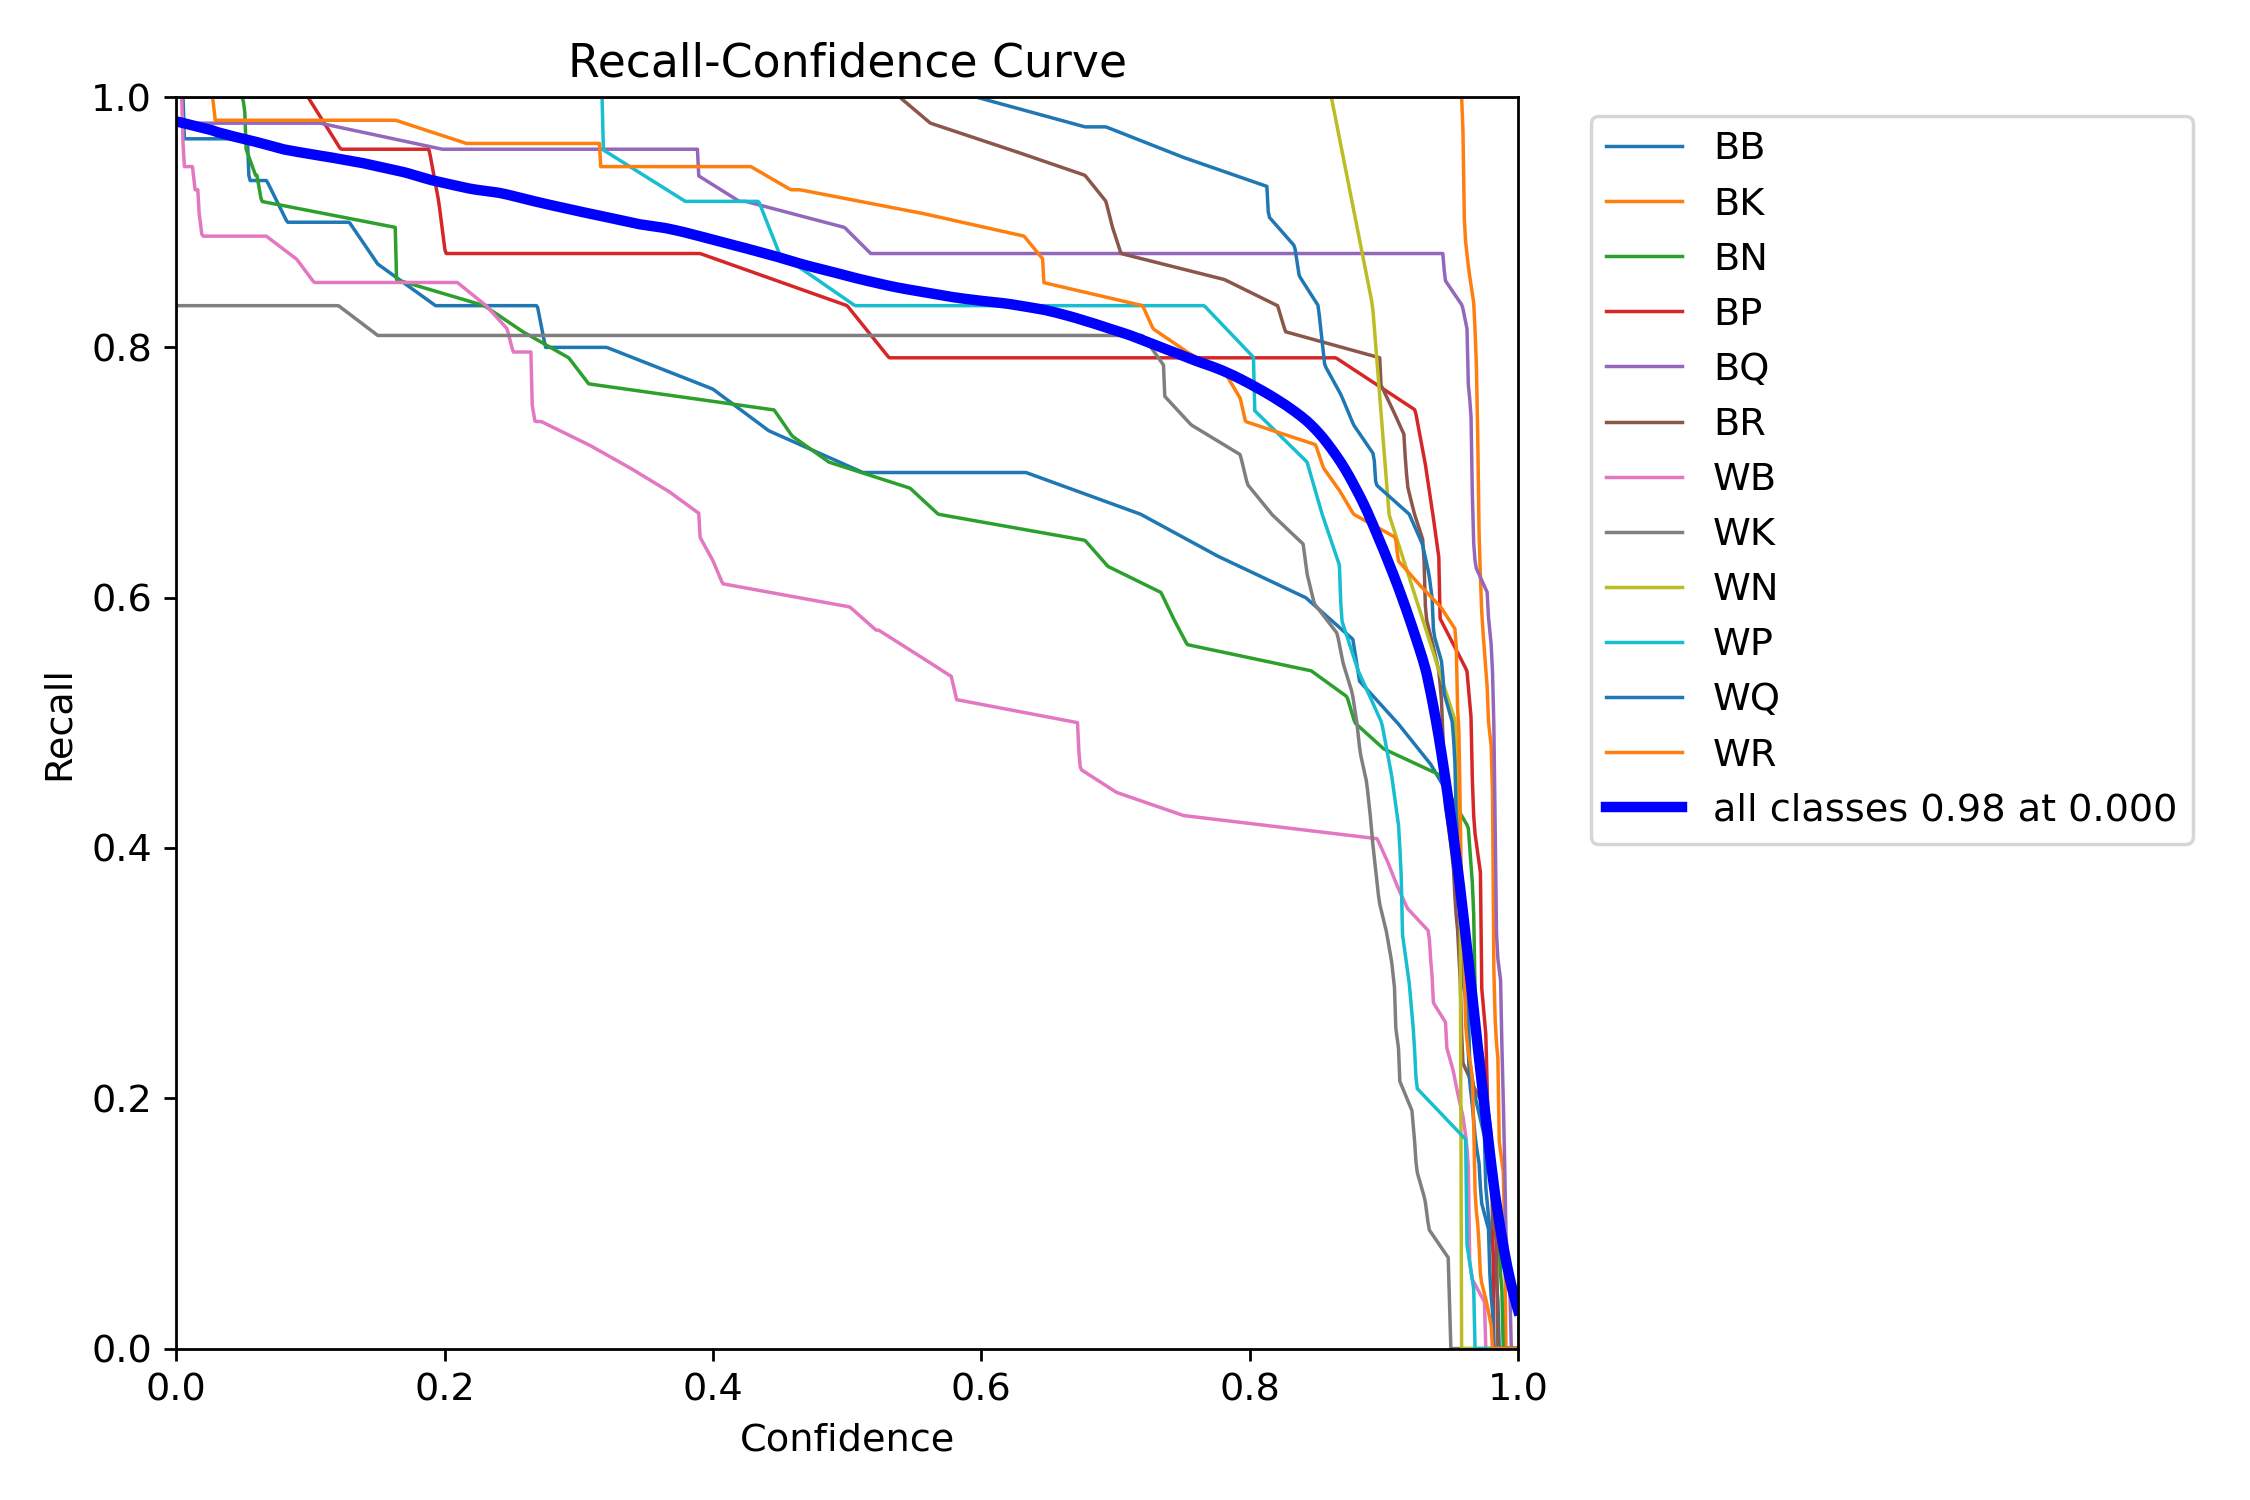 Recall-Confidence Curve
1.0
0.8
0.6
0.4
0.2
0.0
Recall
0.0 0.2 0.4 0.6 0.8 1.0
Confidence
BB
BK
BN
BP
BQ
BR
WB
WK
WN
WP
WQ
WR
all classes 0.98 at 0.000